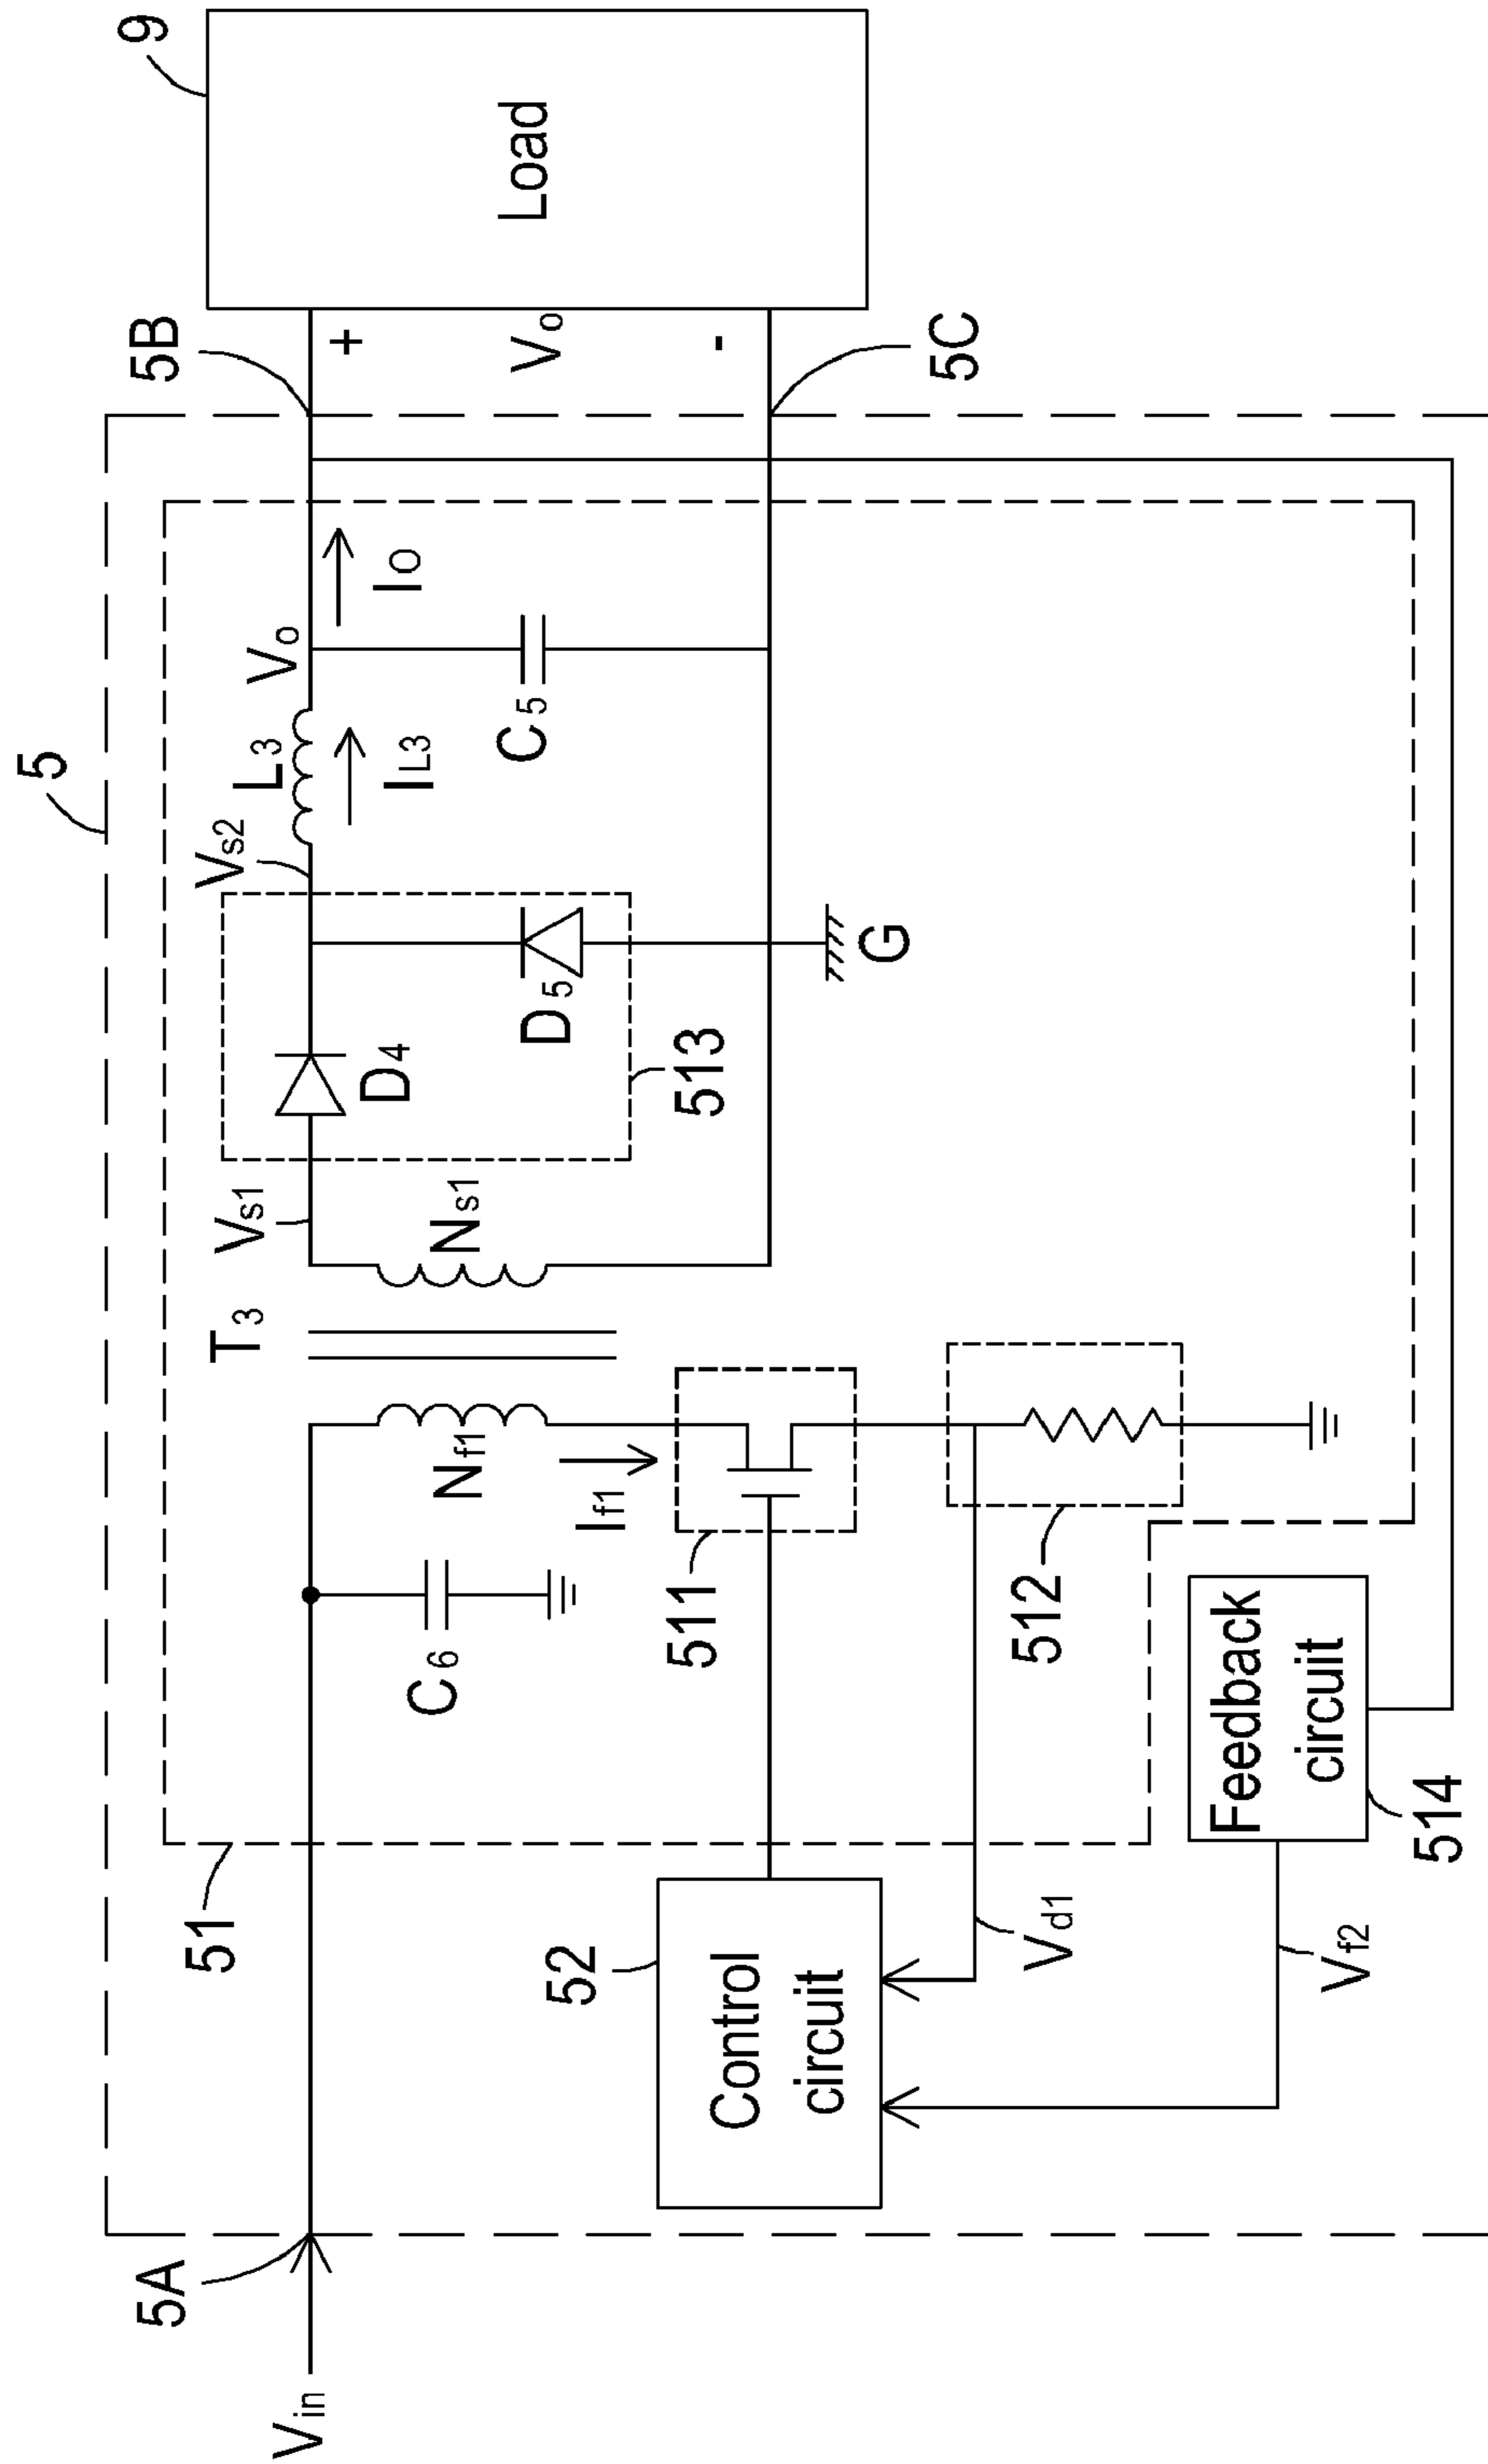 5
9
5A
5B
5C
Vin
51
C6
T3
Nf1
Ns1
If1
Vs1
D4
D5
513
Vs2
L3
IL3
Vo
C5
IO
+
Vo
-
Load
G
511
512
52
Control
circuit
Vd1
Vf2
Feedback
circuit
514